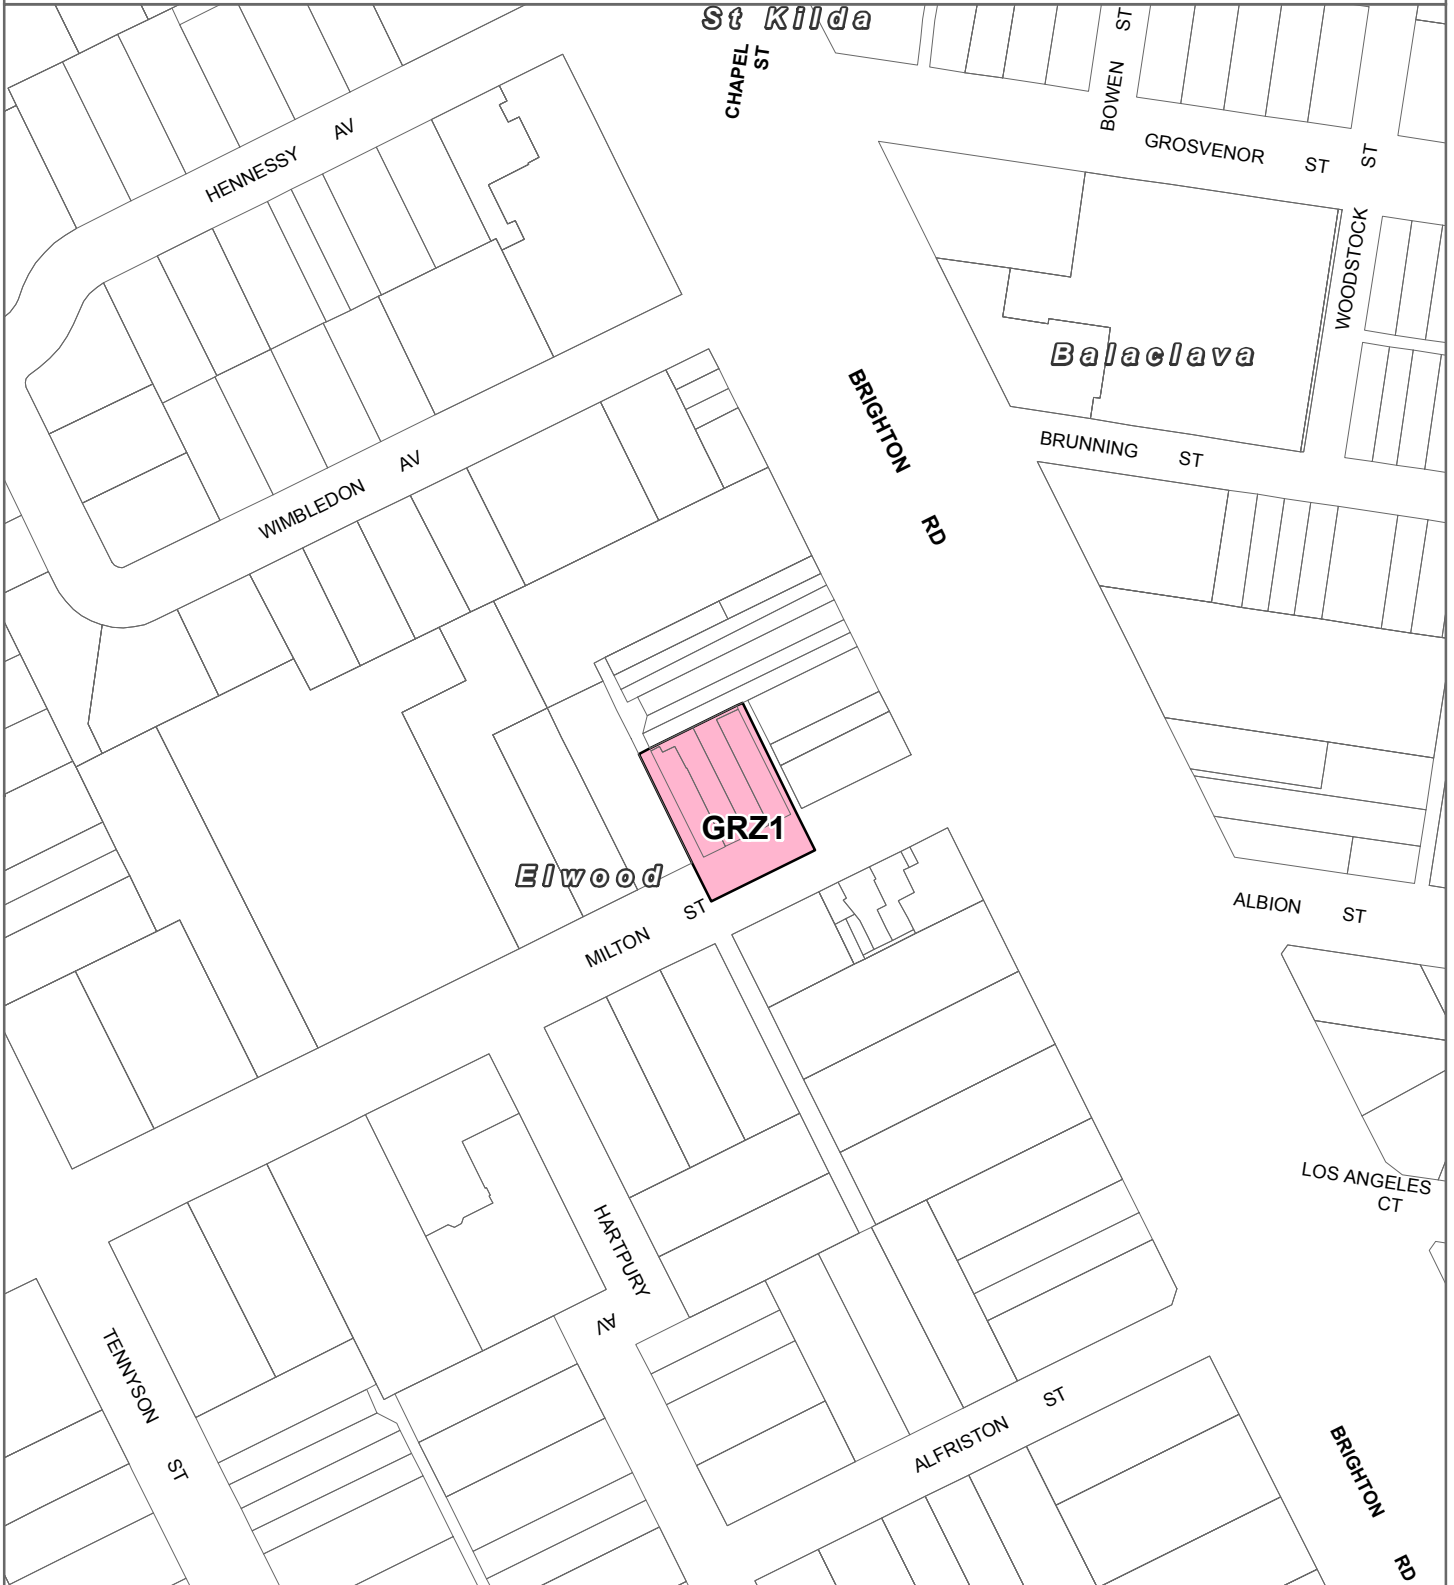 St Kilda
CHAPEL
ST
BOWEN ST
GROSVENOR ST
HENNESSY AV
WOODSTOCK ST
Balaclava
BRIGHTON RD
BRUNNING ST
WIMBLEDON AV
GRZ1
Elwood
MILTON ST
ALBION ST
LOS ANGELES
CT
HARTPURY AV
TENNYSON ST
ALFRISTON ST
BRIGHTON RD